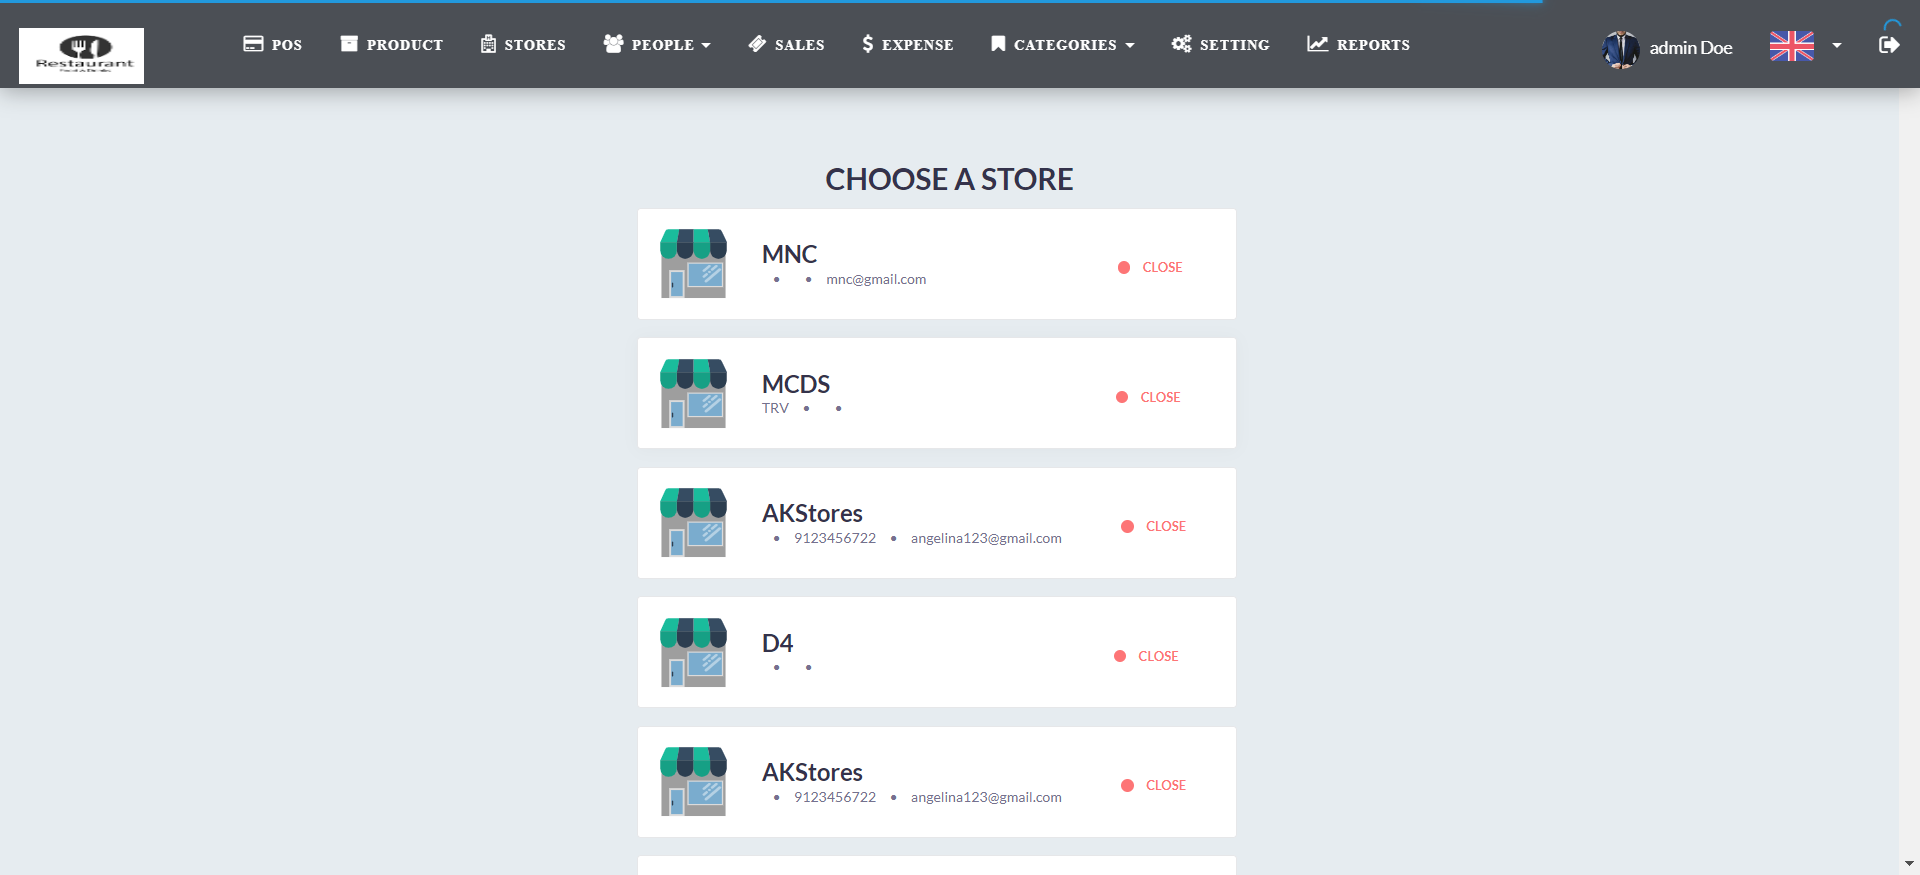 Restaurant
POS PRODUCT STORES PEOPLE SALES EXPENSE CATEGORIES SETTING REPORTS admin Doe
CHOOSE A STORE
MNC
• • mnc@gmail.com
CLOSE
MCDS
TRV • •
CLOSE
AKStores
• 9123456722 • angelina123@gmail.com
CLOSE
D4
• •
CLOSE
AKStores
• 9123456722 • angelina123@gmail.com
CLOSE